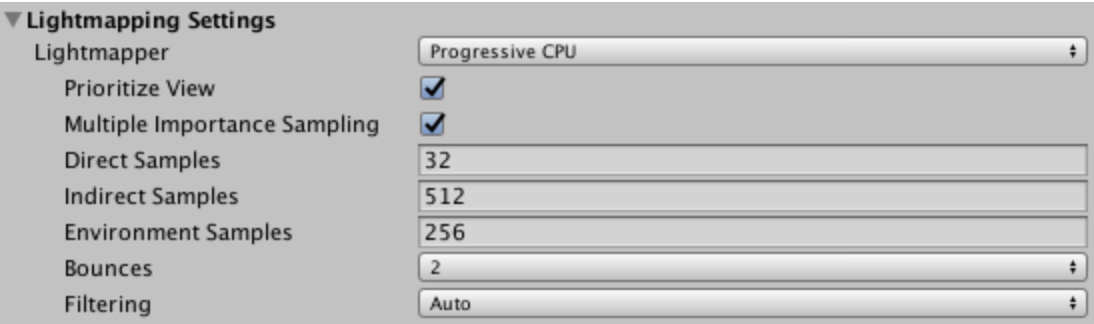 Lightmapping Settings
Lightmapper Progressive CPU
Prioritize View
Multiple Importance Sampling
Direct Samples 32
Indirect Samples 512
Environment Samples 256
Bounces 2
Filtering Auto